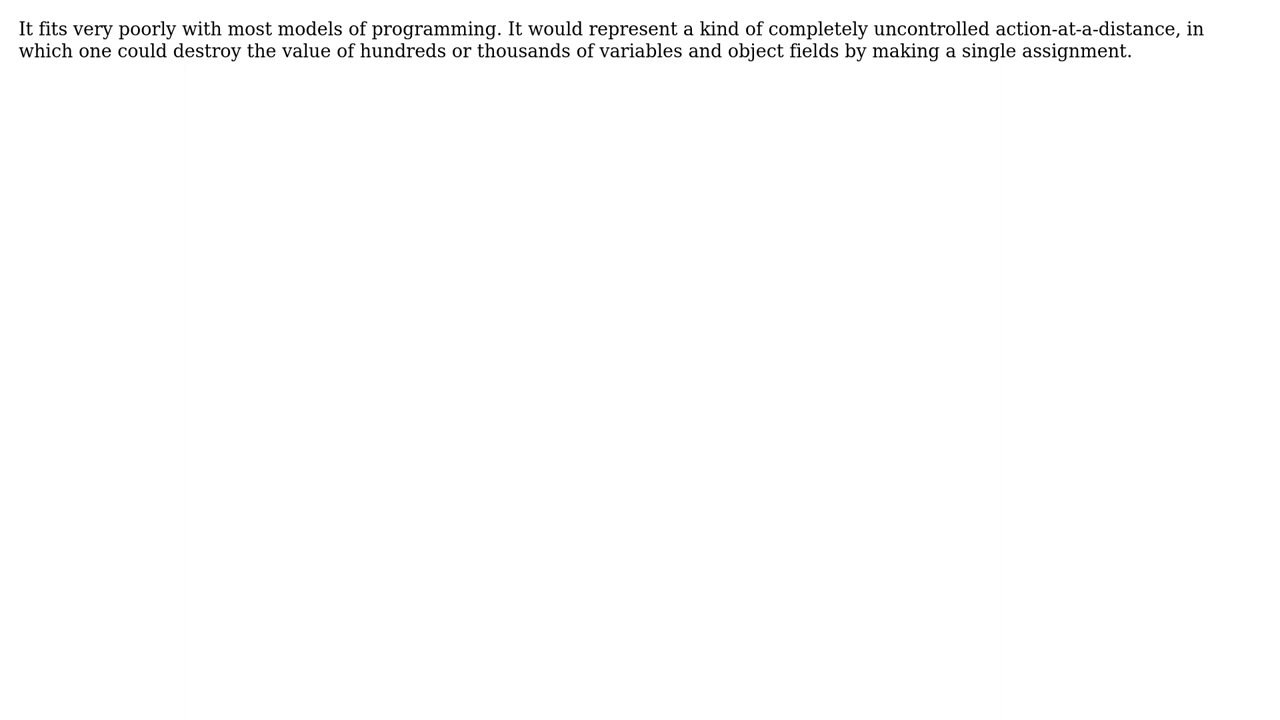 It fits very poorly with most models of programming. It would represent a kind of completely uncontrolled action-at-a-distance, in
which one could destroy the value of hundreds or thousands of variables and object fields by making a single assignment.